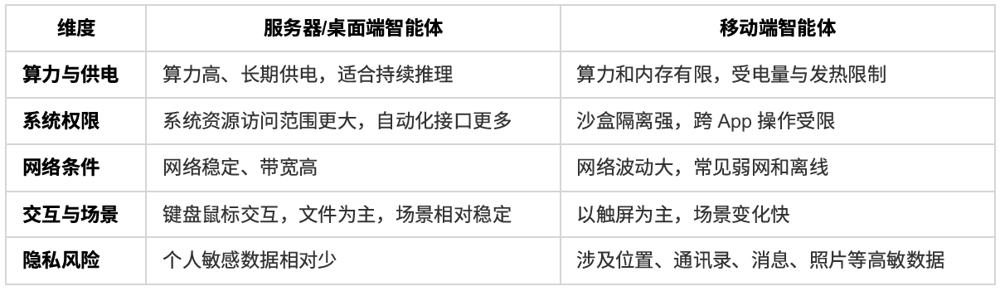 维度 服务器/桌面端智能体 移动端智能体
算力与供电 算力高、长期供电，适合持续推理 算力和内存有限，受电量与发热限制
系统权限 系统资源访问范围更大，自动化接口更多 沙盒隔离强，跨 App 操作受限
网络条件 网络稳定、带宽高 网络波动大，常见弱网和离线
交互与场景 键盘鼠标交互，文件为主，场景相对稳定 以触屏为主，场景变化快
隐私风险 个人敏感数据相对少 涉及位置、通讯录、消息、照片等高敏数据